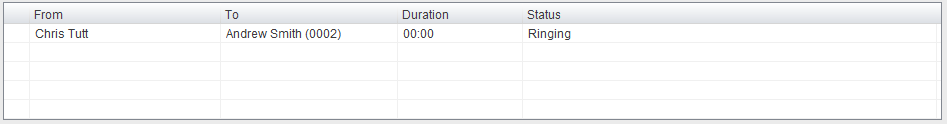 From To Duration Status
Chris Tutt Andrew Smith (0002) 00:00 Ringing